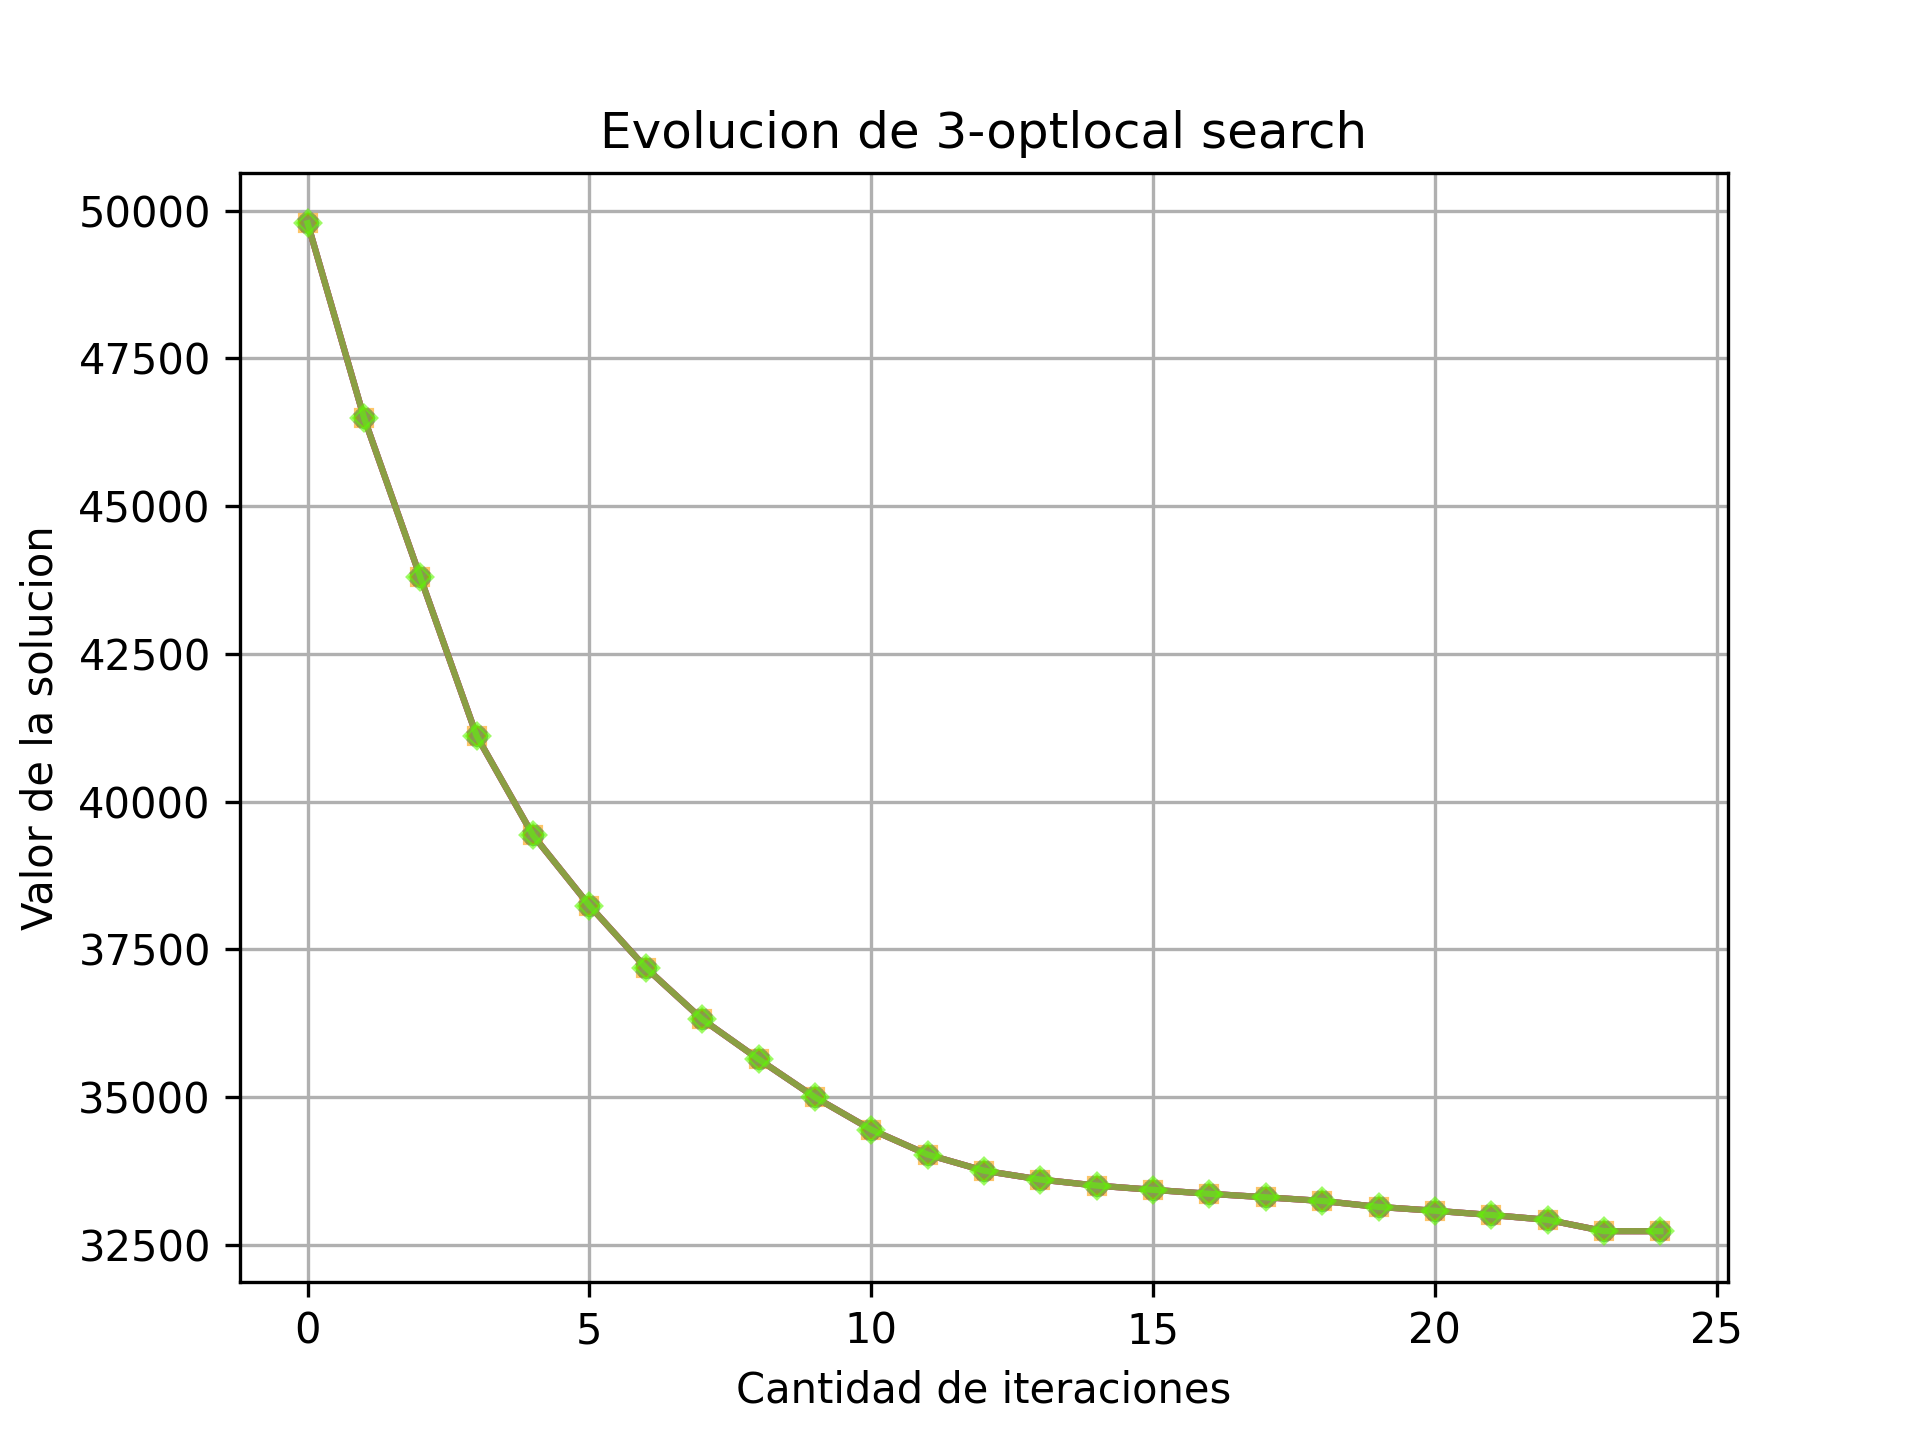 Evolucion de 3-optlocal search
50000
47500
45000
42500
40000
37500
35000
32500
Valor de la solucion
0 5 10 15 20 25
Cantidad de iteraciones